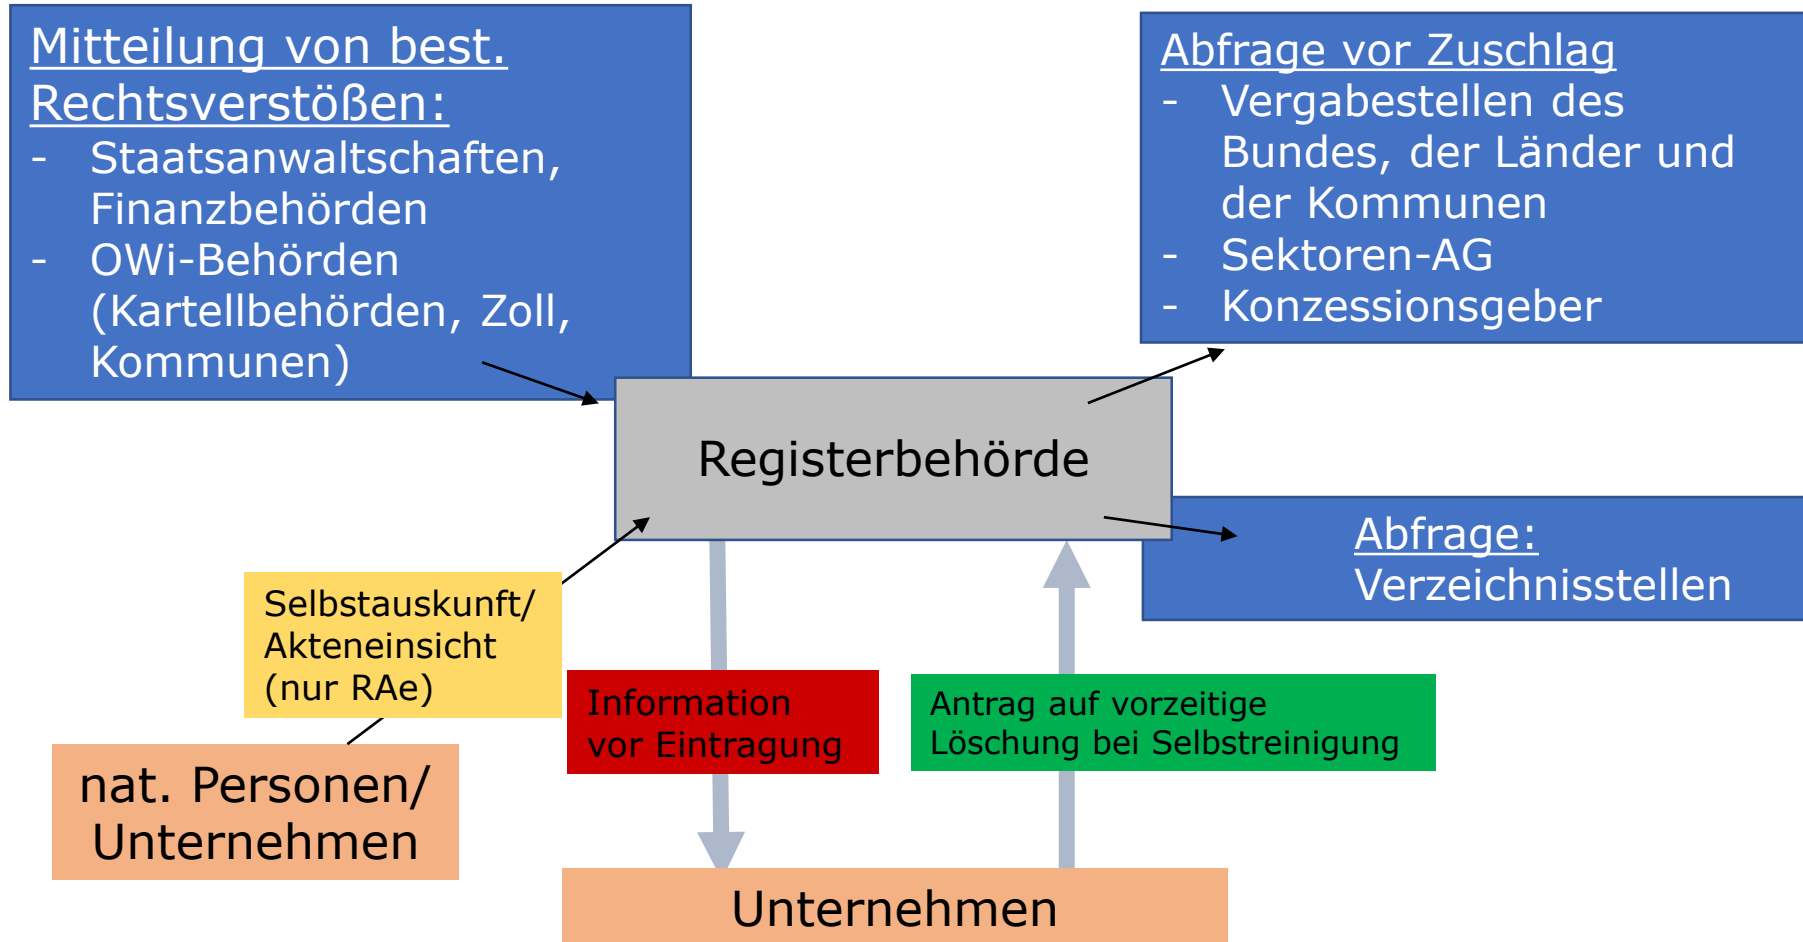 Mitteilung von best.
Rechtsverstößen:
- Staatsanwaltschaften,
Finanzbehörden
- OWi-Behörden
(Kartellbehörden, Zoll,
Kommunen)
Abfrage vor Zuschlag
- Vergabestellen des
Bundes, der Länder und
der Kommunen
- Sektoren-AG
- Konzessionsgeber
Registerbehörde
Abfrage:
Verzeichnisstellen
Selbstauskunft/
Akteneinsicht
(nur RAe)
Information
vor Eintragung
Antrag auf vorzeitige
Löschung bei Selbstreinigung
nat. Personen/
Unternehmen
Unternehmen